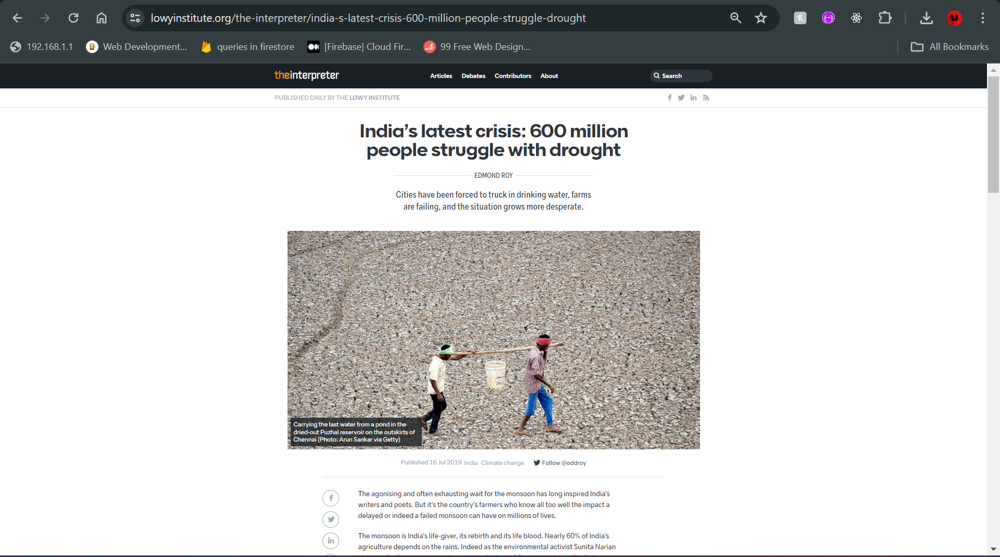 lowyinstitute.org/the-interpreter/india-s-latest-crisis-600-million-people-struggle-drought
192.168.1.1 Web Development... queries in firestore [Firebase] Cloud Fir... 99 Free Web Design... All Bookmarks
theinterpreter Articles Debates Contributors About Search
PUBLISHED DAILY BY THE LOWY INSTITUTE
India’s latest crisis: 600 million
people struggle with drought
EDMOND ROY
Cities have been forced to truck in drinking water, farms
are failing, and the situation grows more desperate.
Carrying the last water from a pond in the
dried-out Puzhal reservoir on the outskirts of
Chennai (Photo: Arun Sankar via Getty)
Published 16 Jul 2019 India Climate change Follow @eddroy
The agonising and often exhausting wait for the monsoon has long inspired India’s
writers and poets. But it’s the country’s farmers who know all too well the impact a
delayed or indeed a failed monsoon can have on millions of lives.
The monsoon is India’s life-giver, its rebirth and its life blood. Nearly 60% of India’s
agriculture depends on the rains. Indeed as the environmental activist Sunita Narian